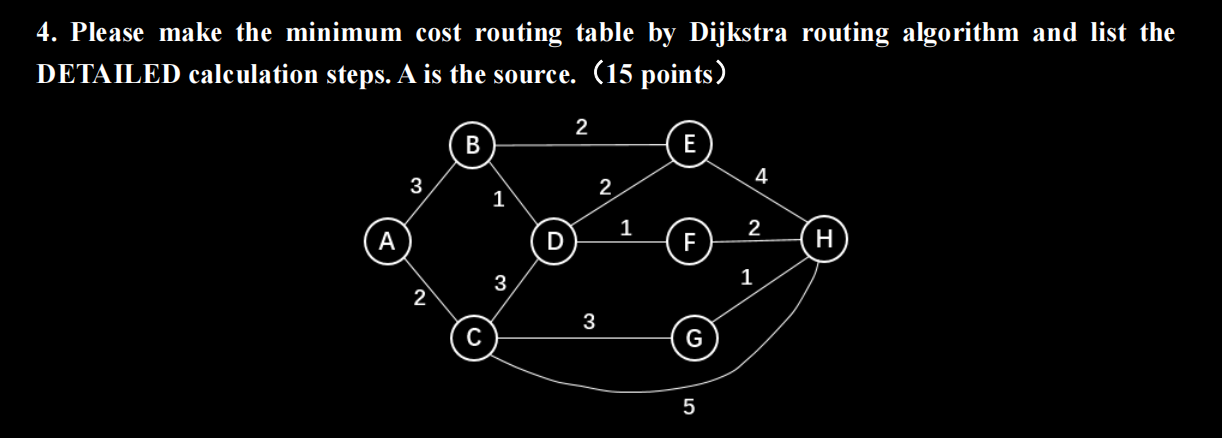 4. Please make the minimum cost routing table by Dijkstra routing algorithm and list the
DETAILED calculation steps. A is the source.（15 points）
2
B
E
3
1
2
4
A
D
1
F
2
H
2
3
1
C
3
G
5